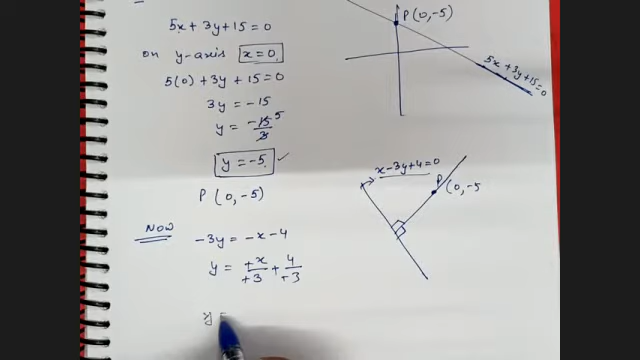 5x + 3y + 15 = 0
on y-axis x = 0
5(0) + 3y + 15 = 0
3y = -15
y = -15/3 -5
y = -5
P (0, -5)
Now
-3y = -x - 4
y = +x/+3 + 4/+3
y =
P (0, -5)
5x + 3y + 15 = 0
x - 3y + 4 = 0
P
(0, -5